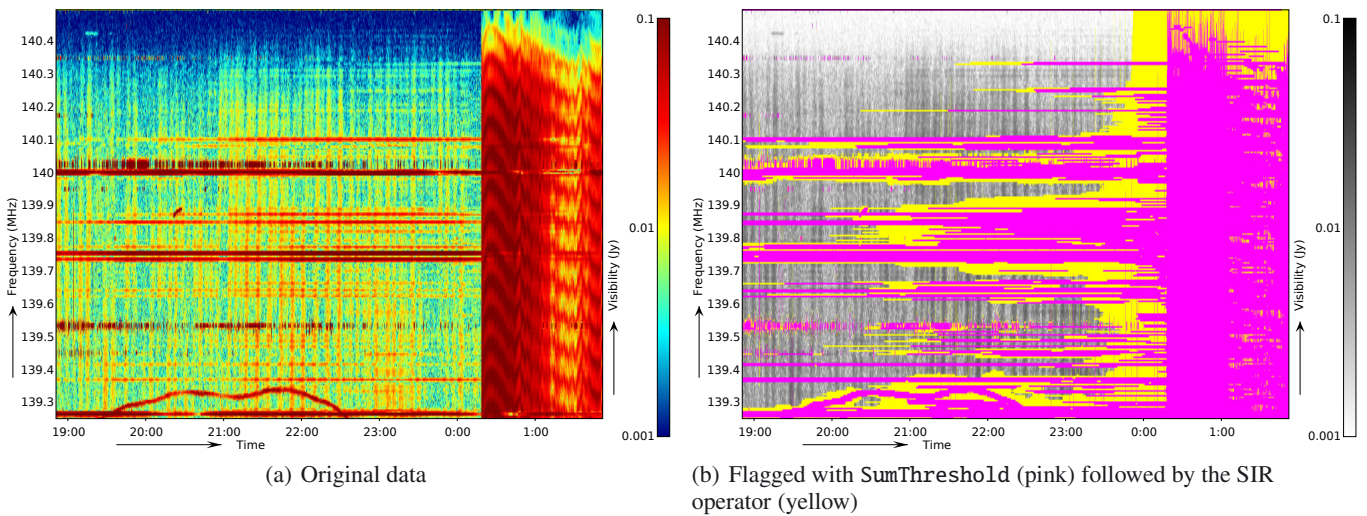 140.4
140.3
140.2
140.1
140
139.9
139.8
139.7
139.6
139.5
139.4
139.3
Frequency (MHz)
19:00 20:00 21:00 22:00 23:00 0:00 1:00
Time
0.1
0.01
0.001
Visibility (Jy)
(a) Original data
140.4
140.3
140.2
140.1
140
139.9
139.8
139.7
139.6
139.5
139.4
139.3
Frequency (MHz)
19:00 20:00 21:00 22:00 23:00 0:00 1:00
Time
0.1
0.01
0.001
Visibility (Jy)
(b) Flagged with SumThreshold (pink) followed by the SIR
operator (yellow)